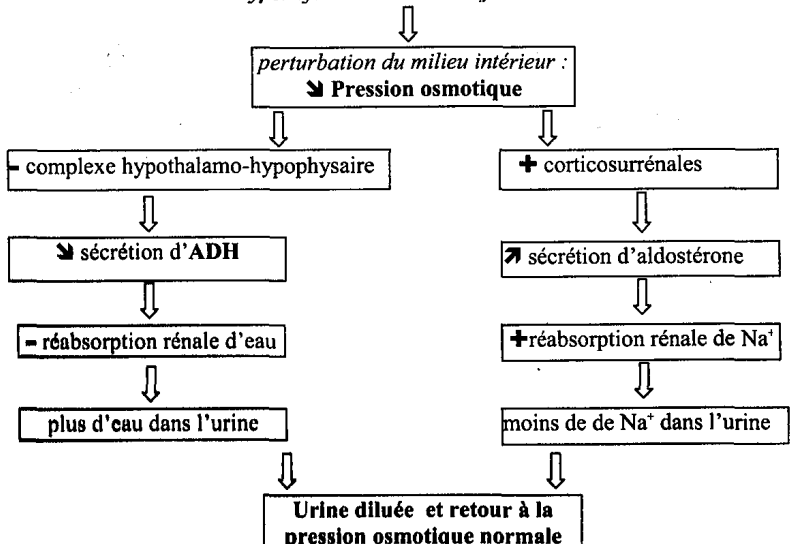 perturbation du milieu intérieur :
↘ Pression osmotique
- complexe hypothalamo-hypophysaire
+ corticosurrénales
↘ sécrétion d'ADH
↗ sécrétion d'aldostérone
- réabsorption rénale d'eau
+réabsorption rénale de Na⁺
plus d'eau dans l'urine
moins de de Na⁺ dans l'urine
Urine diluée et retour à la
pression osmotique normale